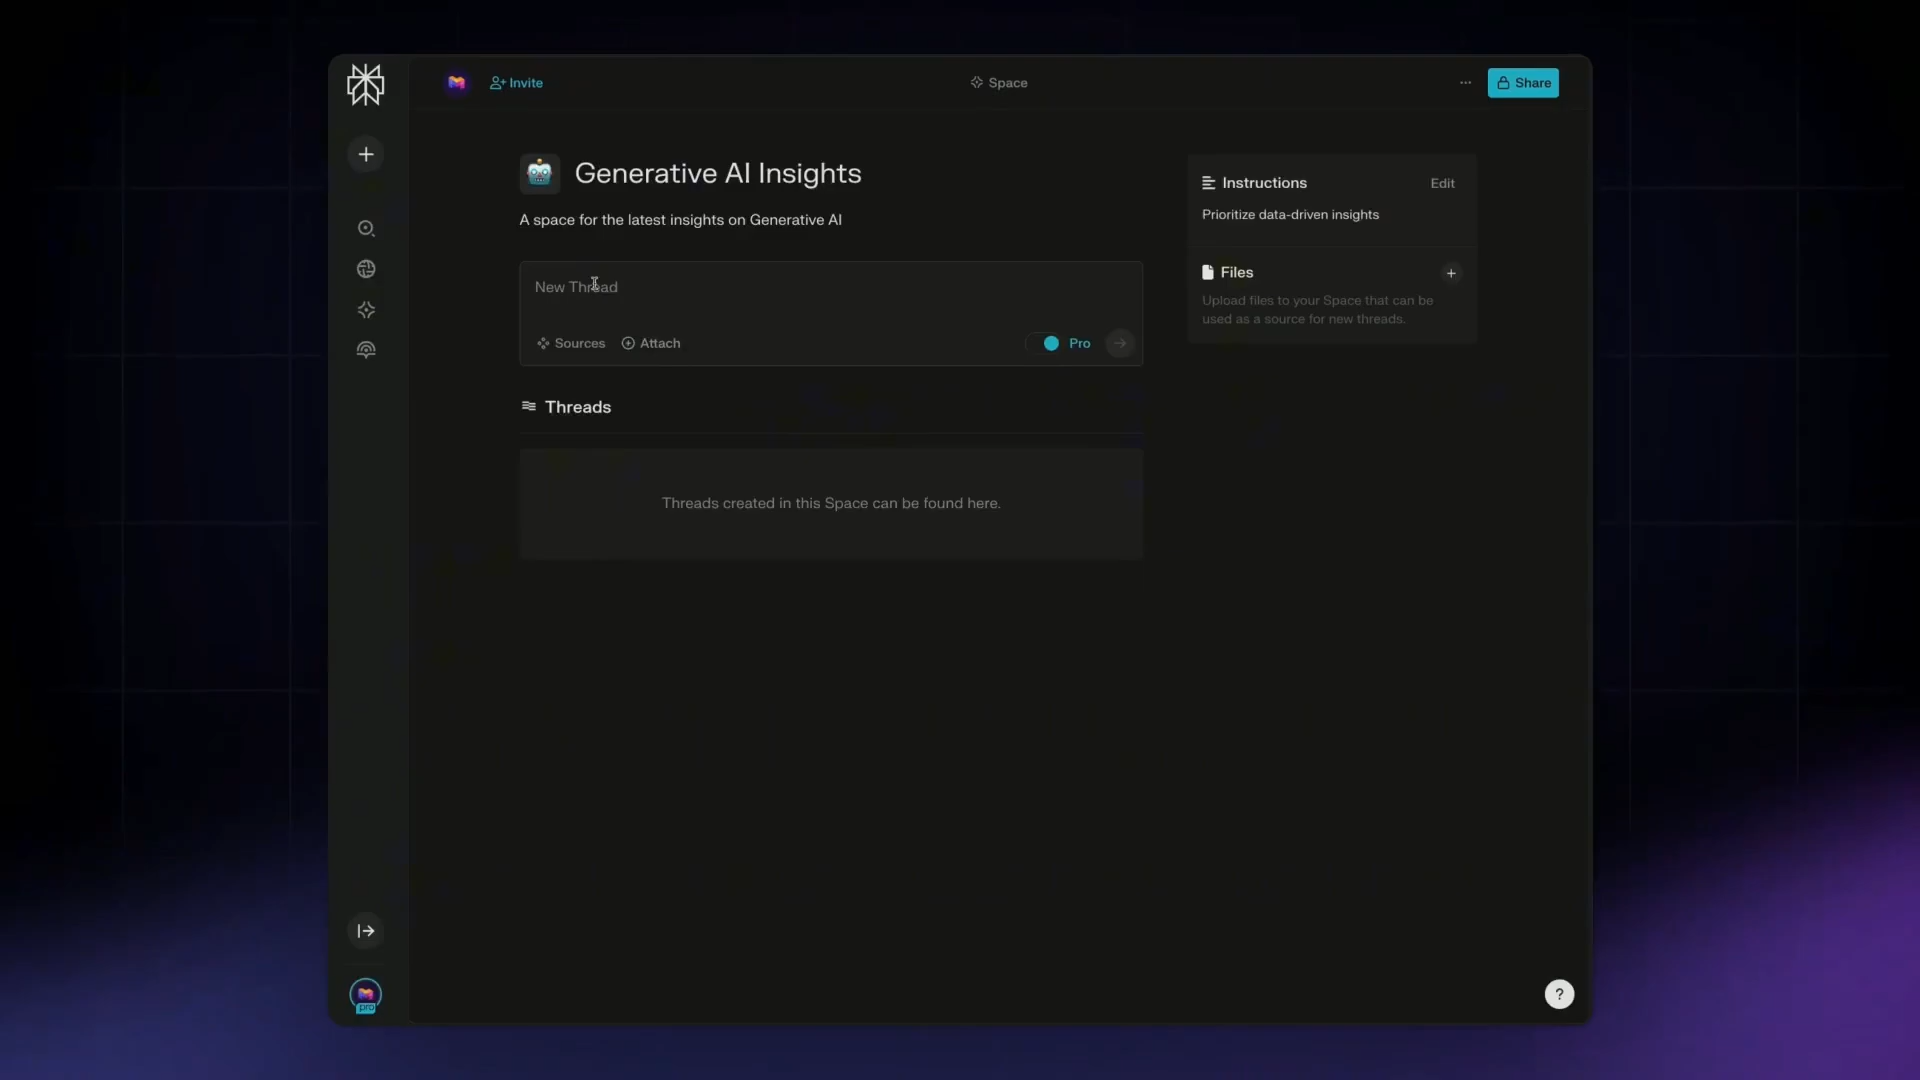 Invite
Space
Share
Generative AI Insights
A space for the latest insights on Generative AI
New Thread
Sources
Attach
Pro
Threads
Threads created in this Space can be found here.
Instructions
Edit
Prioritize data-driven insights
Files
Upload files to your Space that can be
used as a source for new threads.
pro
?